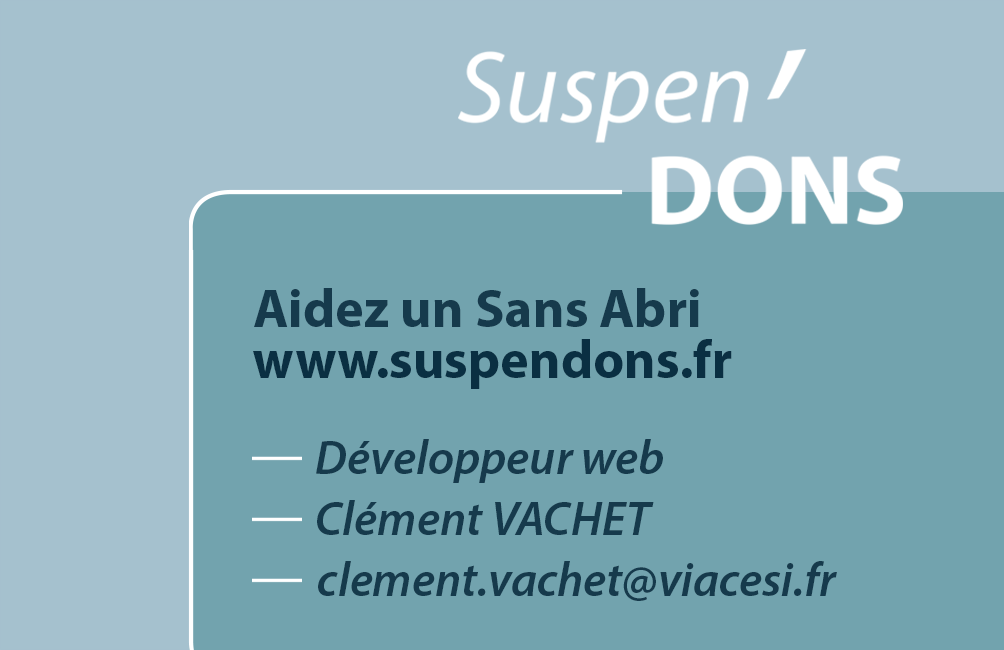 Suspen'
DONS
Aidez un Sans Abri
www.suspendons.fr
Développeur web
Clément VACHET
clement.vachet@viacesi.fr